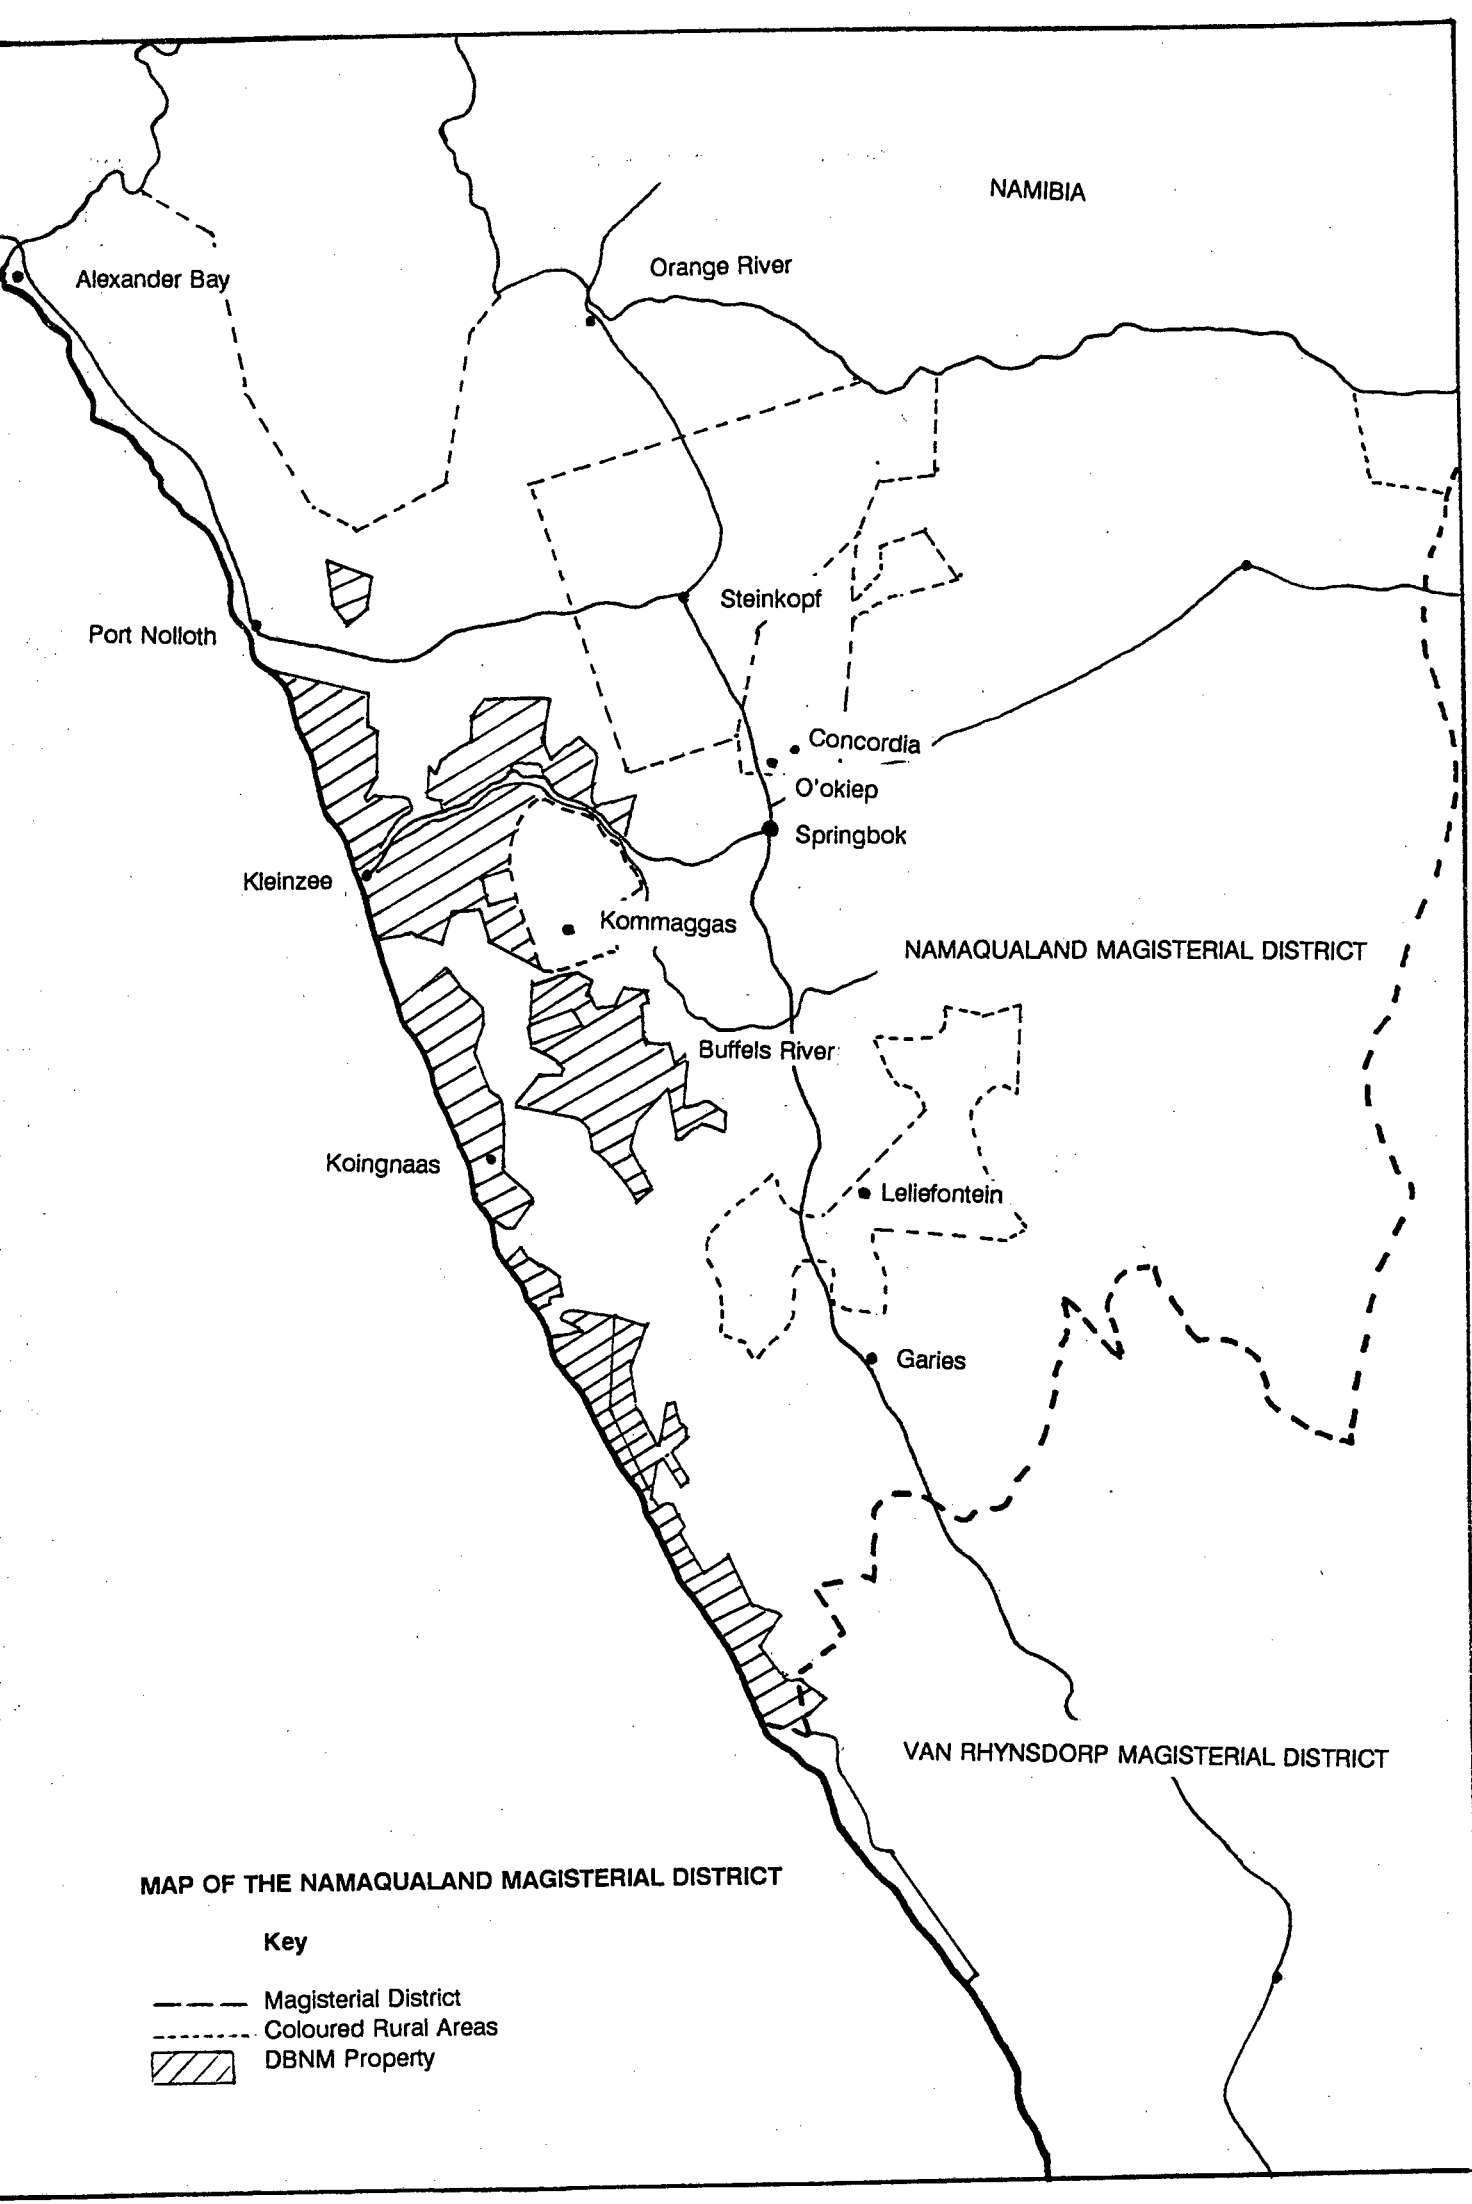 NAMIBIA
Orange River
Alexander Bay
Steinkopf
Port Nolloth
Concordia
O'okiep
Springbok
Kleinzee
Kommaggas
NAMAQUALAND MAGISTERIAL DISTRICT
Buffels River
Koingnaas
Leliefontein
Garies
VAN RHYNSDORP MAGISTERIAL DISTRICT
MAP OF THE NAMAQUALAND MAGISTERIAL DISTRICT
Key
Magisterial District
Coloured Rural Areas
DBNM Property